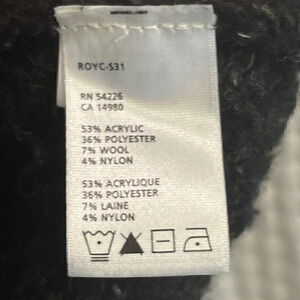 ROYC-S31
RN 54226
CA 14980
53% ACRYLIC
36% POLYESTER
7% WOOL
4% NYLON
53% ACRYLIQUE
36% POLYESTER
7% LAINE
4% NYLON